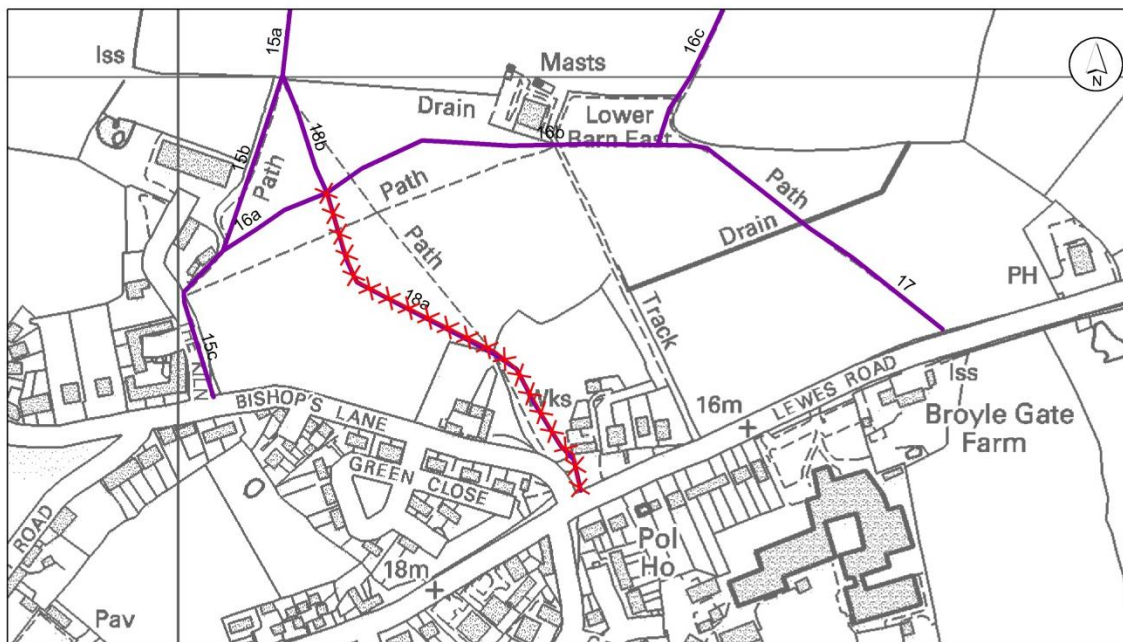 15a
16c
Iss
Masts
N
Drain
Lower
Barn East
18b
16b
15b
Path
Path
Path
Path
16a
Drain
PH
18a
17
Track
15c
THE KILN
Wks
LEWES ROAD
Iss
BISHOP'S LANE
16m
Broyle Gate
Farm
GREEN CLOSE
ROAD
Pol
Ho
18m
Pav